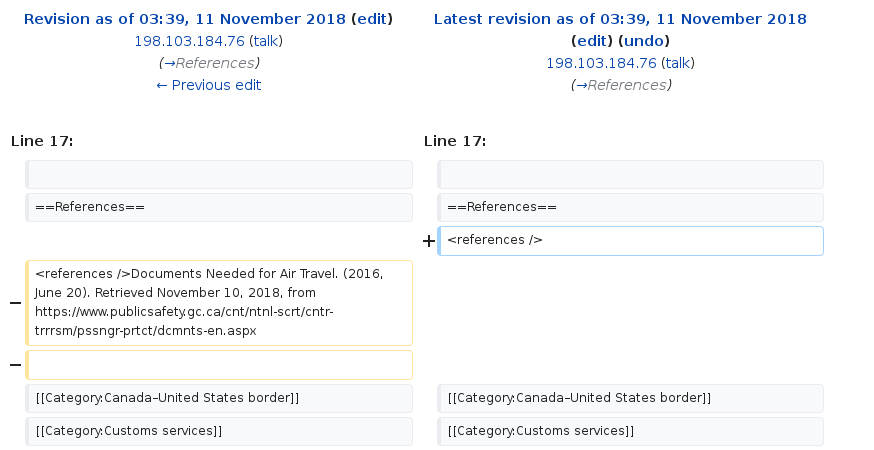 Revision as of 03:39, 11 November 2018 (edit)
198.103.184.76 (talk)
(→References)
← Previous edit
Latest revision as of 03:39, 11 November 2018
(edit) (undo)
198.103.184.76 (talk)
(→References)
Line 17:
Line 17:
==References==
==References==
+ <references />
− <references />Documents Needed for Air Travel. (2016,
June 20). Retrieved November 10, 2018, from
https://www.publicsafety.gc.ca/cnt/ntnl-scrt/cntr-
trrrsm/pssngr-prtct/dcmnts-en.aspx
−
[[Category:Canada–United States border]]
[[Category:Canada–United States border]]
[[Category:Customs services]]
[[Category:Customs services]]